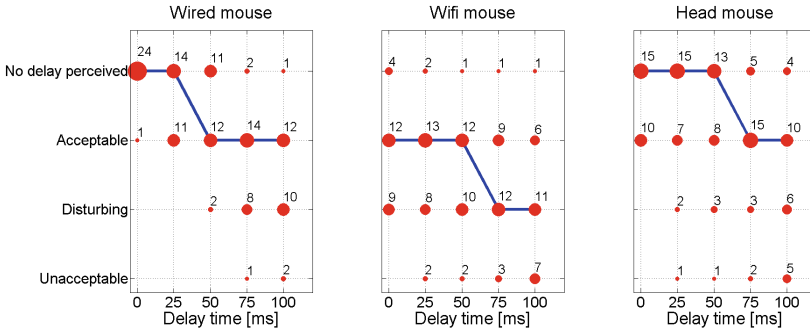 Wired mouse Wifi mouse Head mouse
No delay perceived 24 14 11 2 1 4 2 1 1 1 15 15 13 5 4
Acceptable 1 11 12 14 12 12 13 12 9 6 10 7 8 15 10
Disturbing 2 8 10 9 8 10 12 11 2 3 3 6
Unacceptable 1 2 2 2 3 7 1 1 2 5
0 25 50 75 100 0 25 50 75 100 0 25 50 75 100
Delay time [ms] Delay time [ms] Delay time [ms]